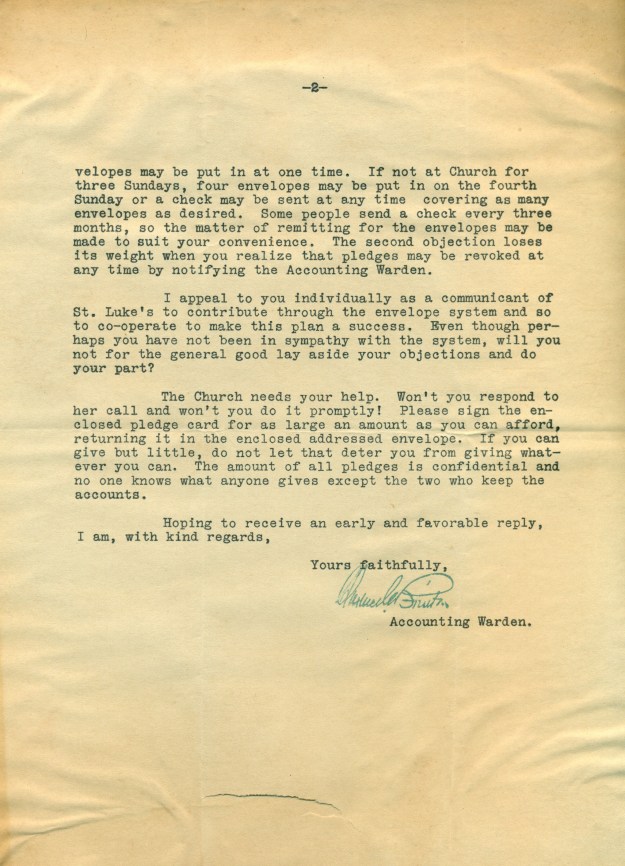 -2-
velopes may be put in at one time. If not at Church for
three Sundays, four envelopes may be put in on the fourth
Sunday or a check may be sent at any time covering as many
envelopes as desired. Some people send a check every three
months, so the matter of remitting for the envelopes may be
made to suit your convenience. The second objection loses
its weight when you realize that pledges may be revoked at
any time by notifying the Accounting Warden.
I appeal to you individually as a communicant of
St. Luke's to contribute through the envelope system and so
to co-operate to make this plan a success. Even though per-
haps you have not been in sympathy with the system, will you
not for the general good lay aside your objections and do
your part?
The Church needs your help. Won't you respond to
her call and won't you do it promptly! Please sign the en-
closed pledge card for as large an amount as you can afford,
returning it in the enclosed addressed envelope. If you can
give but little, do not let that deter you from giving what-
ever you can. The amount of all pledges is confidential and
no one knows what anyone gives except the two who keep the
accounts.
Hoping to receive an early and favorable reply,
I am, with kind regards,
Yours faithfully,
Accounting Warden.